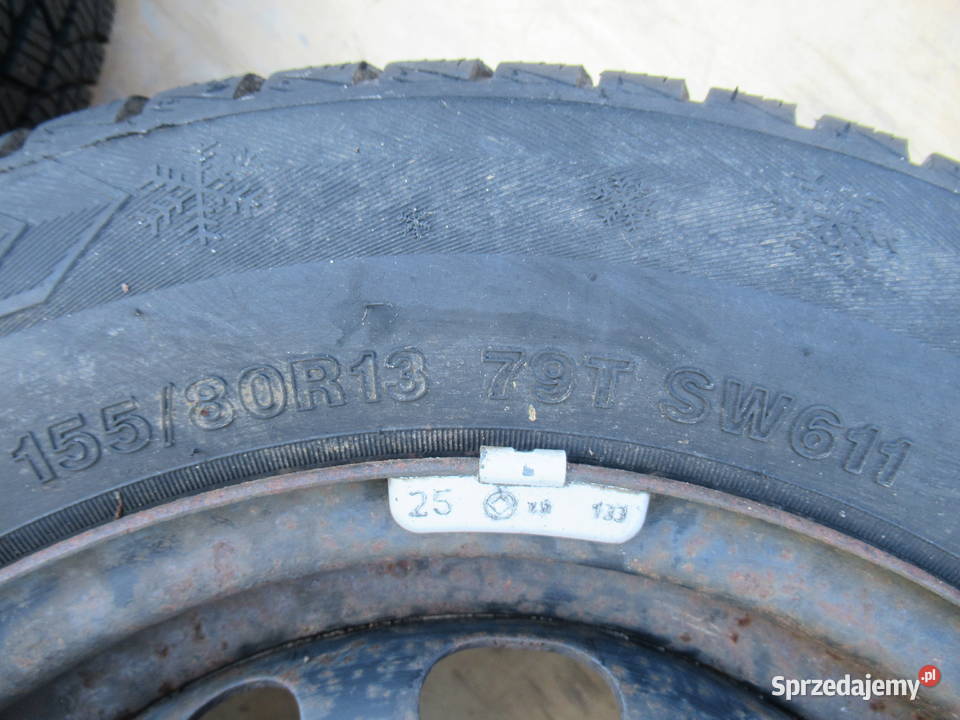 155/80R13 79T SW611
25 133
Sprzedajemy.pl